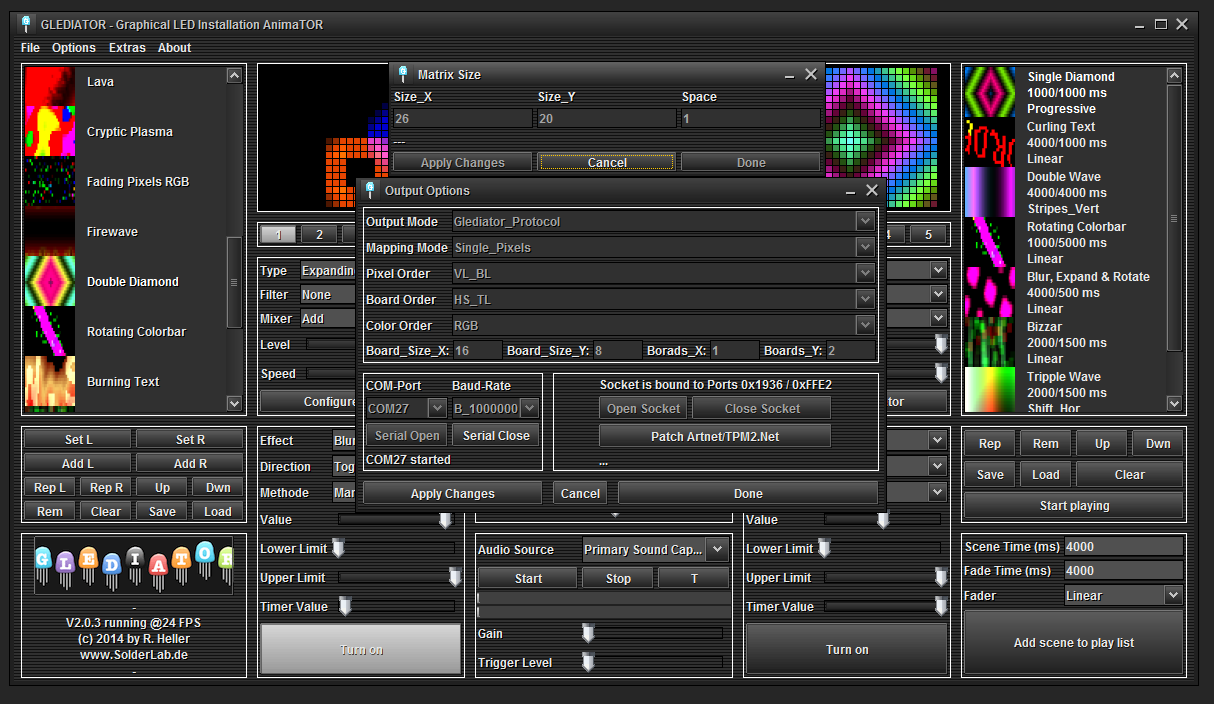 GLEDIATOR - Graphical LED Installation AnimaTOR
File Options Extras About
Lava
Cryptic Plasma
Fading Pixels RGB
Firewave
Double Diamond
Rotating Colorbar
Burning Text
Matrix Size
Size_X Size_Y Space
26 20 1
---
Apply Changes Cancel Done
Output Options
Output Mode Glediator_Protocol
Mapping Mode Single_Pixels
Pixel Order VL_BL
Board Order HS_TL
Color Order RGB
Board_Size_X: 16 Board_Size_Y: 8 Borads_X: 1 Boards_Y: 2
COM-Port Baud-Rate
COM27 B_1000000
Serial Open Serial Close
COM27 started
Socket is bound to Ports 0x1936 / 0xFFE2
Open Socket Close Socket
Patch Artnet/TPM2.Net
...
Apply Changes Cancel Done
1 2
4 5
Type Expanding
Filter None
Mixer Add
Level
Speed
Configure
tor
Single Diamond
1000/1000 ms
Progressive
Curling Text
4000/1000 ms
Linear
Double Wave
4000/4000 ms
Stripes_Vert
Rotating Colorbar
1000/5000 ms
Linear
Blur, Expand & Rotate
4000/500 ms
Linear
Bizzar
2000/1500 ms
Linear
Tripple Wave
2000/1500 ms
Shift_Hor
Set L Set R
Add L Add R
Rep L Rep R Up Dwn
Rem Clear Save Load
GLEDIATOR
-
V2.0.3 running @24 FPS
(c) 2014 by R. Heller
www.SolderLab.de
-
Effect Blu
Direction Tog
Methode Man
Value
Lower Limit
Upper Limit
Timer Value
Turn on
Audio Source Primary Sound Cap...
Start Stop T
Gain
Trigger Level
Value
Lower Limit
Upper Limit
Timer Value
Turn on
Rep Rem Up Dwn
Save Load Clear
Start playing
Scene Time (ms) 4000
Fade Time (ms) 4000
Fader Linear
Add scene to play list